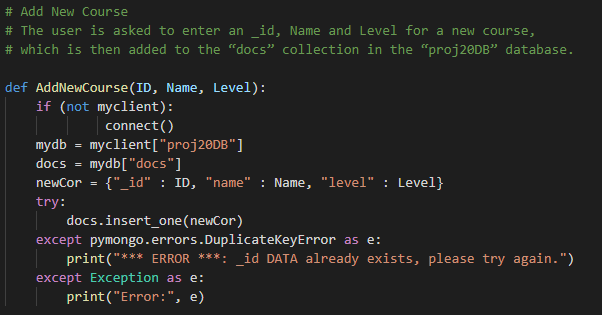 # Add New Course
# The user is asked to enter an _id, Name and Level for a new course,
# which is then added to the “docs” collection in the “proj20DB” database.
def AddNewCourse(ID, Name, Level):
    if (not myclient):
            connect()
    mydb = myclient["proj20DB"]
    docs = mydb["docs"]
    newCor = {"_id" : ID, "name" : Name, "level" : Level}
    try:
        docs.insert_one(newCor)
    except pymongo.errors.DuplicateKeyError as e:
        print("*** ERROR ***: _id DATA already exists, please try again.")
    except Exception as e:
        print("Error:", e)